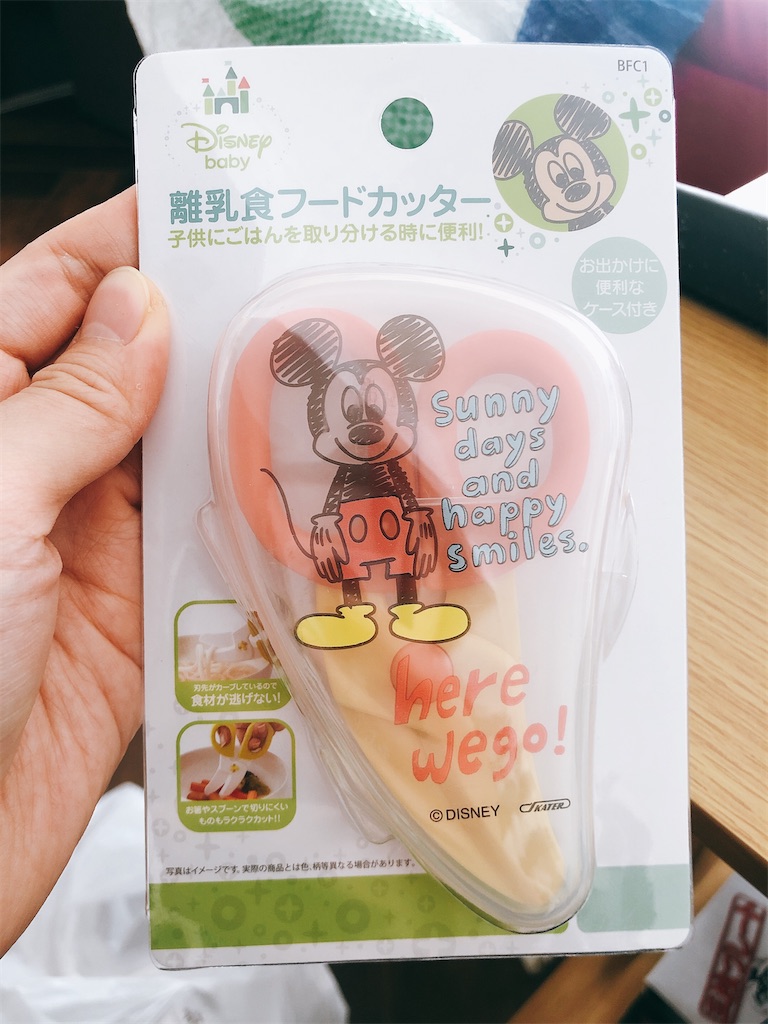 BFC1
Disney
baby
離乳食フードカッター
子供にごはんを取り分ける時に便利!
お出かけに
便利な
ケース付き
Sunny
days
and
happy
smiles.
here
we go!
刃先がカーブしているので
食材が逃げない!
お箸やスプーンで切りにくい
ものもラクラクカット!!
©DISNEY
SKATER
写真はイメージです。実際の商品とは色、柄等異なる場合があります。